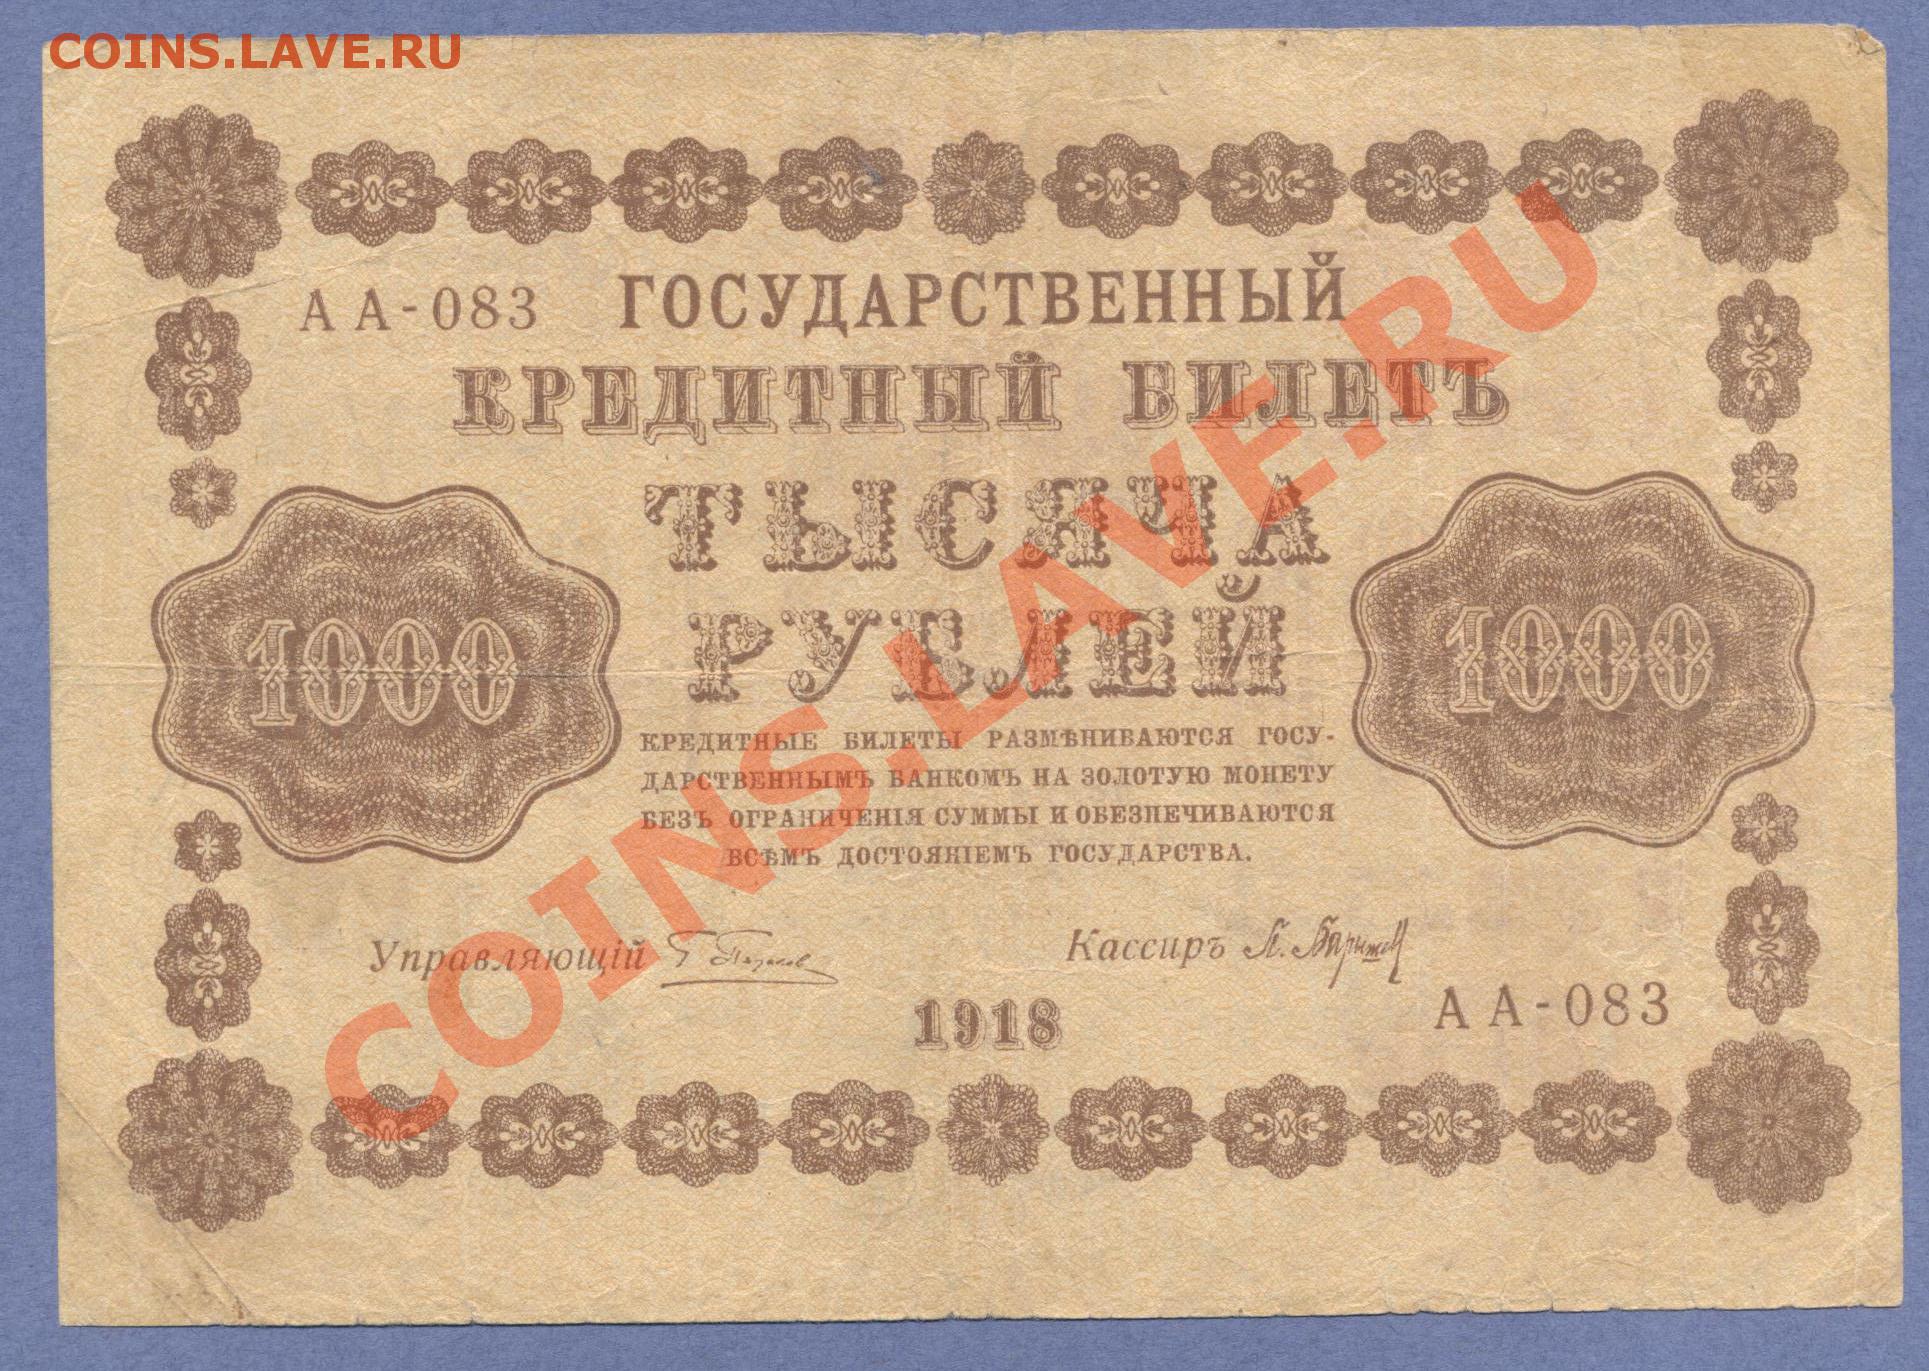 COINS.LAVE.RU
АА-083 ГОСУДАРСТВЕННЫЙ
КРЕДИТНЫЙ БИЛЕТЪ
ТЫСЯЧА
РУБЛЕЙ
1000 1000
КРЕДИТНЫЕ БИЛЕТЫ РАЗМѢНИВАЮТСЯ ГОСУ-
ДАРСТВЕННЫМЪ БАНКОМЪ НА ЗОЛОТУЮ МОНЕТУ
БЕЗЪ ОГРАНИЧЕНІЯ СУММЫ И ОБЕЗПЕЧИВАЮТСЯ
ВСѢМЪ ДОСТОЯНІЕМЪ ГОСУДАРСТВА.
Управляющій Кассиръ
1918
АА-083
COINS.LAVE.RU